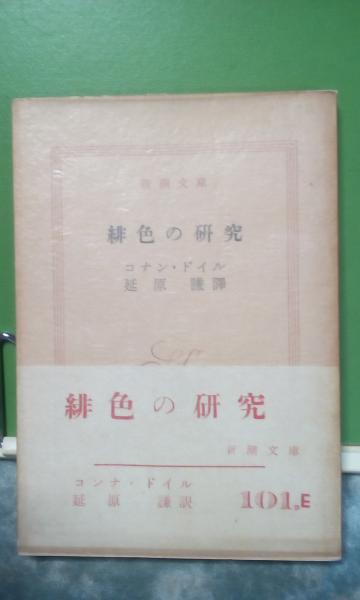 新潮文庫
緋色の研究
コナン・ドイル
延原 謙譯
緋色の研究
新潮文庫
コンナ・ドイル
延原 謙訳
101.E